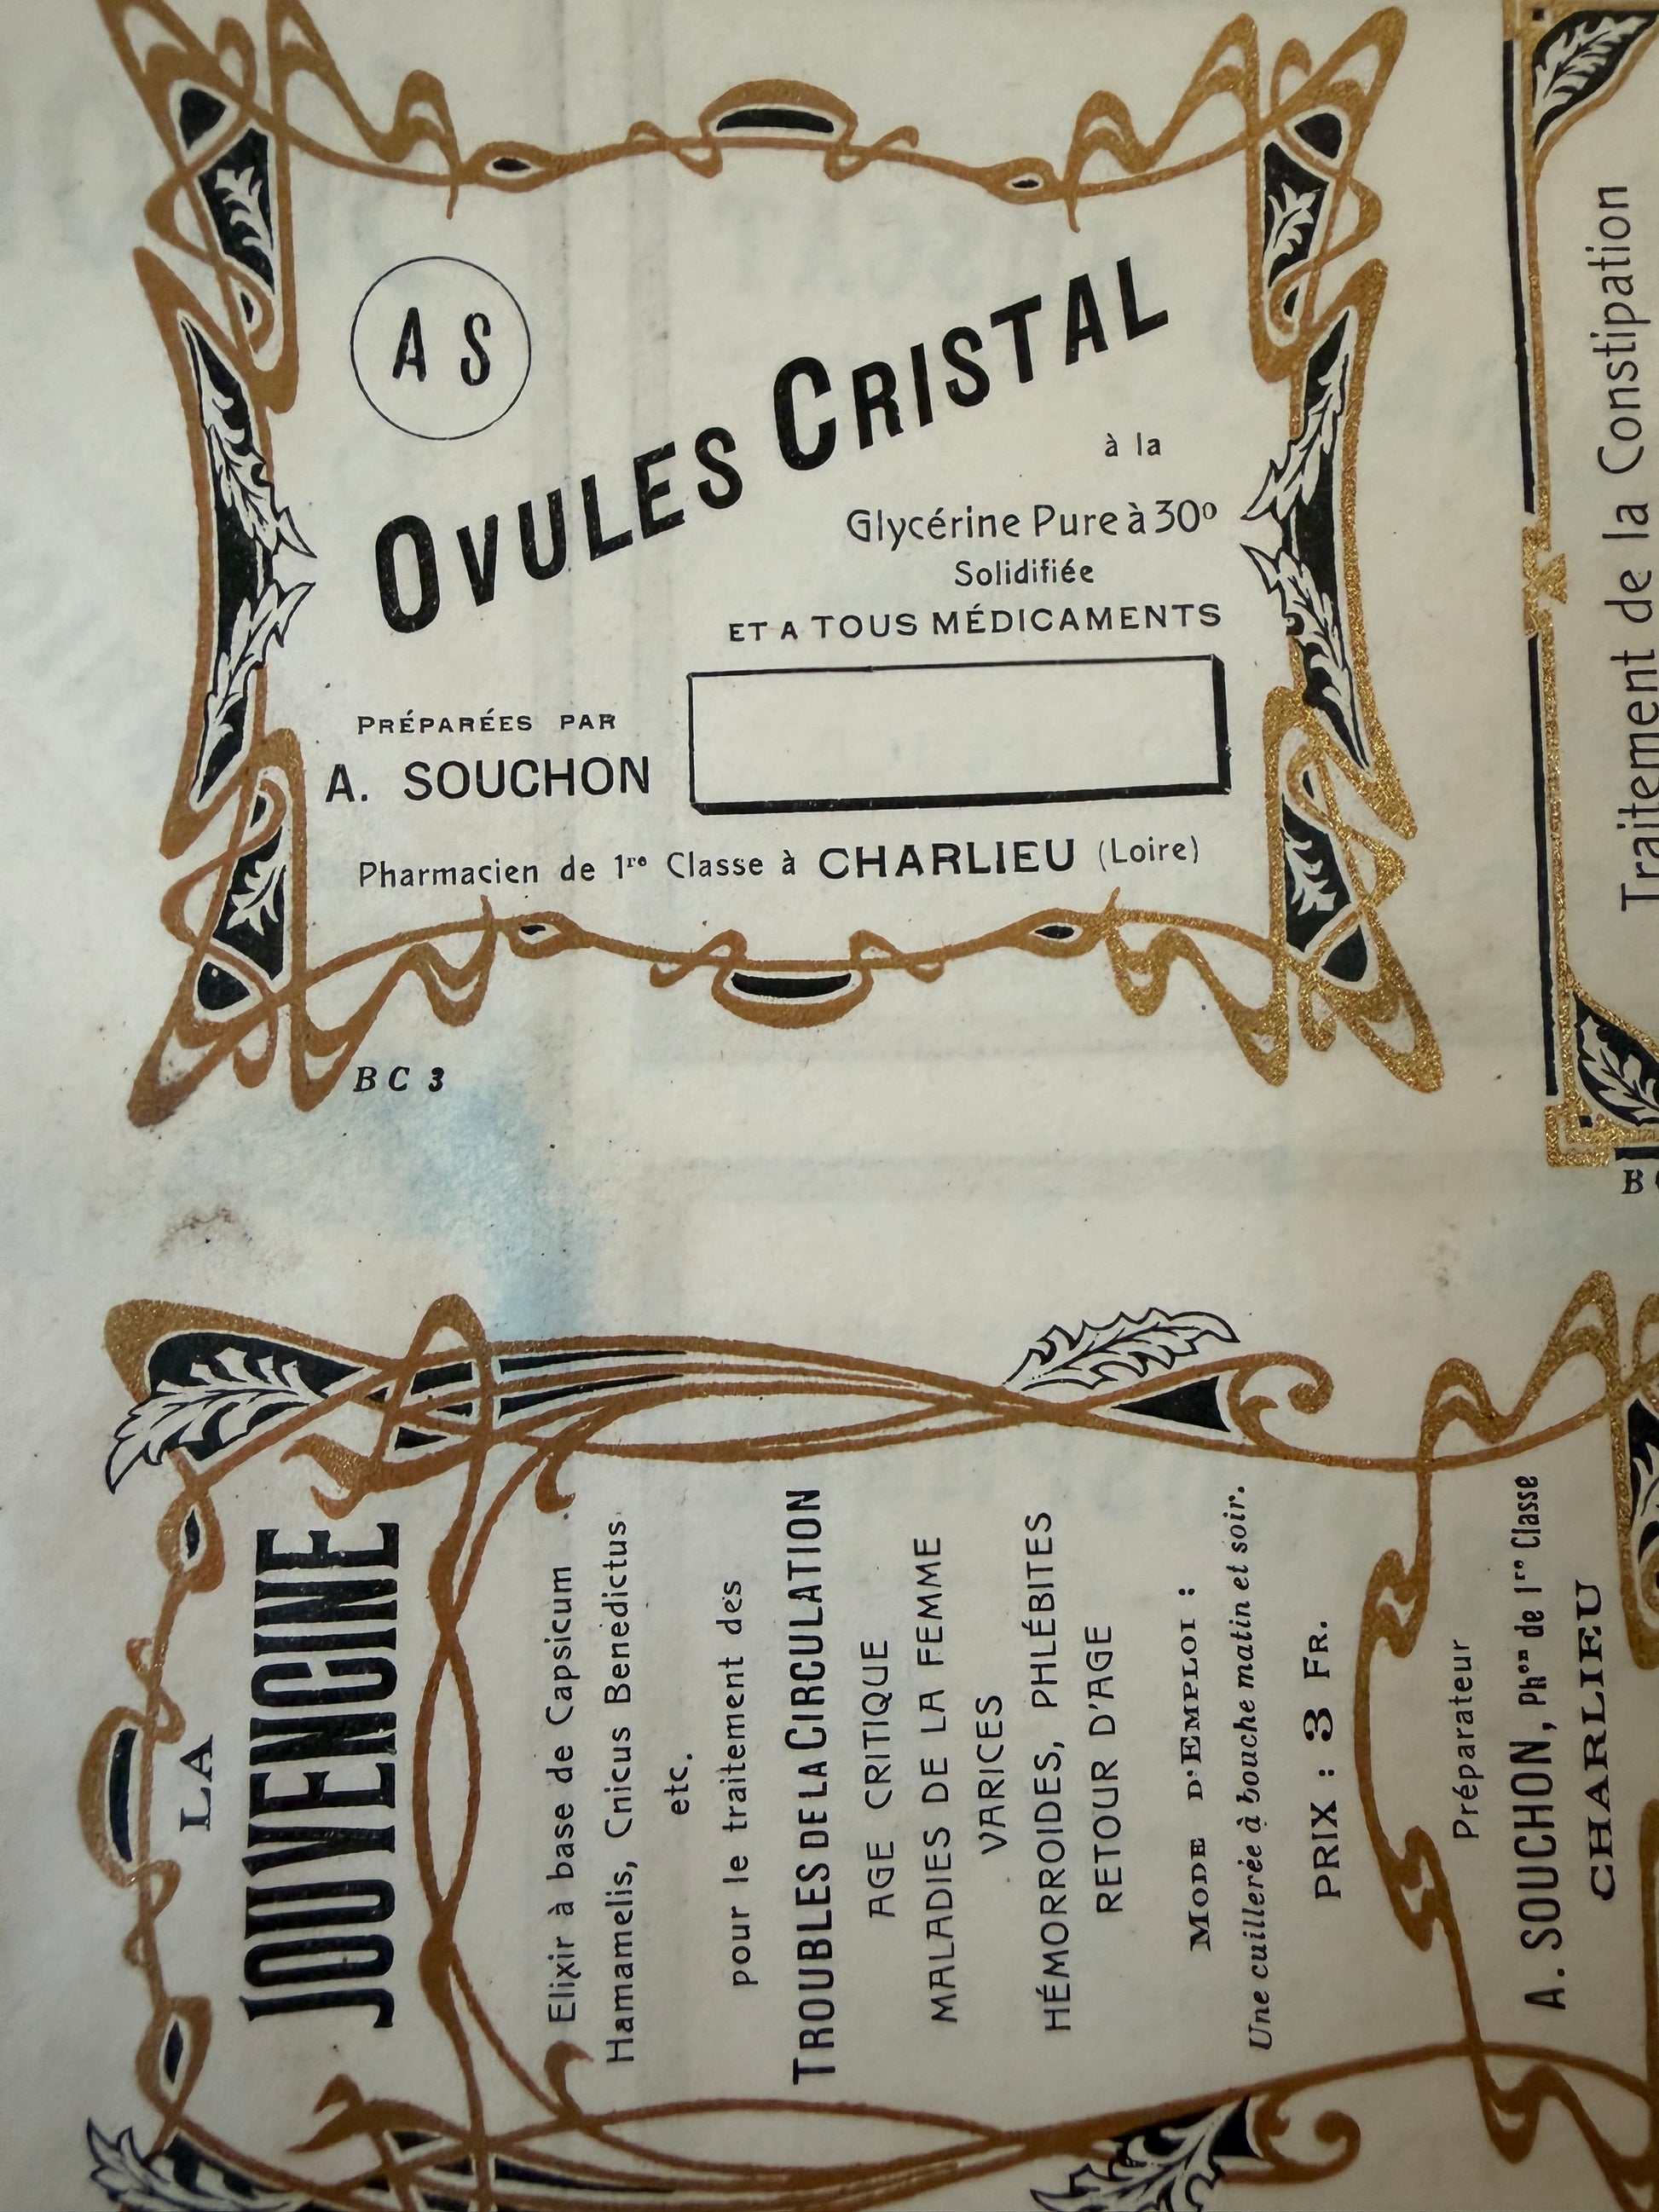 A S
OVULES CRISTAL
à la
Glycérine Pure à 30º
Solidifiée
ET A TOUS MÉDICAMENTS
PRÉPARÉES PAR
A. SOUCHON
Pharmacien de 1re Classe à CHARLIEU (Loire)
BC 3
Traitement de la Constipation
B
LA
JOUVENCINE
Elixir à base de Capsicum
Hamamelis, Cnicus Benedictus
etc.
pour le traitement des
TROUBLES DE LA CIRCULATION
AGE CRITIQUE
MALADIES DE LA FEMME
VARICES
HÉMORROIDES, PHLÉBITES
RETOUR D'AGE
MODE D'EMPLOI :
Une cuillerée à bouche matin et soir.
PRIX : 3 FR.
Préparateur
A. SOUCHON, Phen de 1re Classe
CHARLIEU